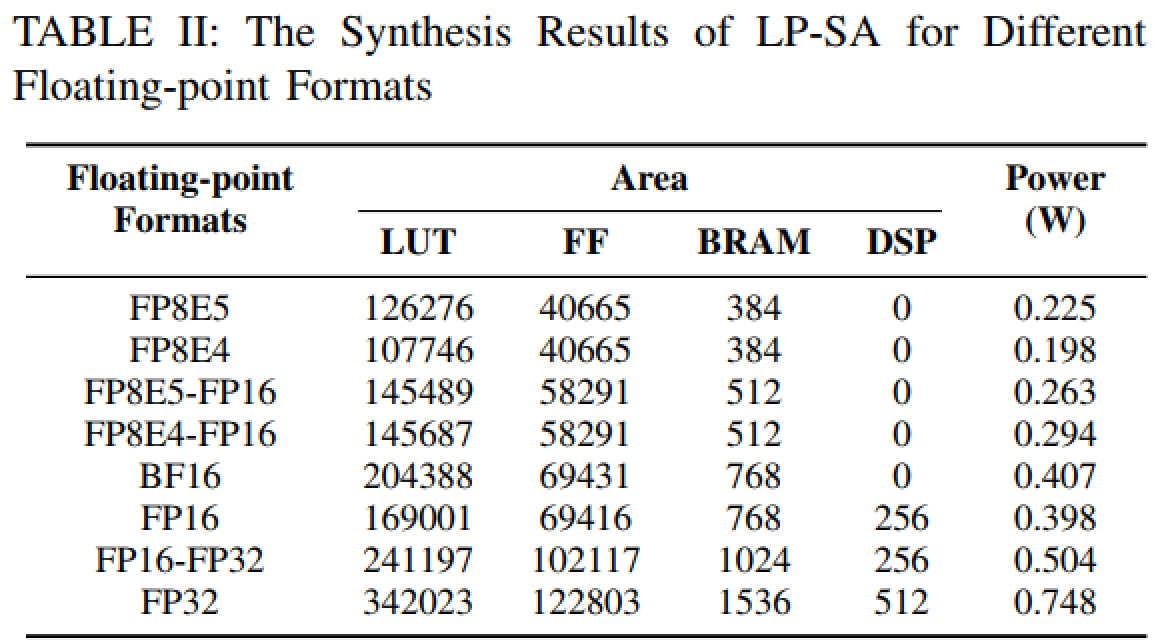 TABLE II: The Synthesis Results of LP-SA for Different
Floating-point Formats
Floating-point Formats Area Power (W)
LUT FF BRAM DSP
FP8E5 126276 40665 384 0 0.225
FP8E4 107746 40665 384 0 0.198
FP8E5-FP16 145489 58291 512 0 0.263
FP8E4-FP16 145687 58291 512 0 0.294
BF16 204388 69431 768 0 0.407
FP16 169001 69416 768 256 0.398
FP16-FP32 241197 102117 1024 256 0.504
FP32 342023 122803 1536 512 0.748